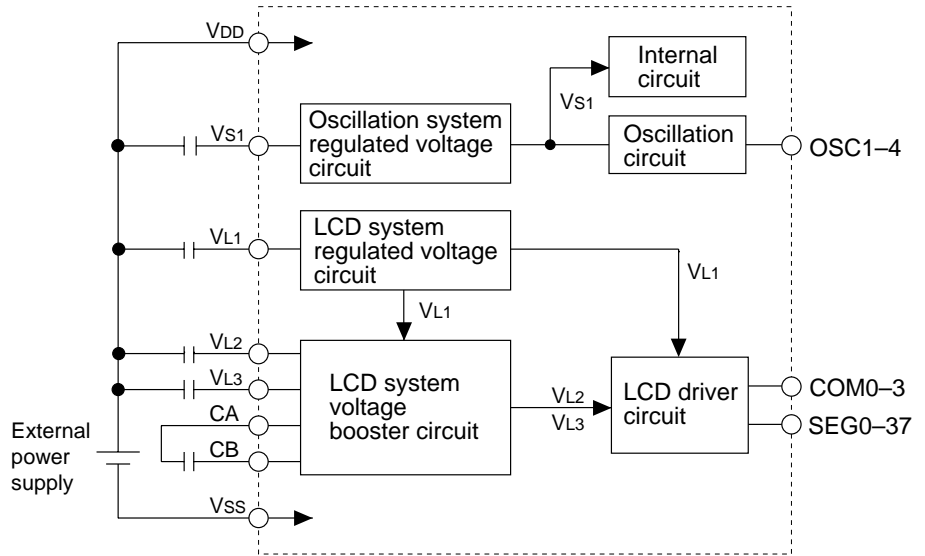 VDD
Internal
circuit
VS1
VS1
Oscillation system
regulated voltage
circuit
Oscillation
circuit
OSC1–4
VL1
LCD system
regulated voltage
circuit
VL1
VL1
VL2
VL3
CA
CB
LCD system
voltage
booster circuit
VL2
VL3
LCD driver
circuit
COM0–3
SEG0–37
External
power
supply
VSS